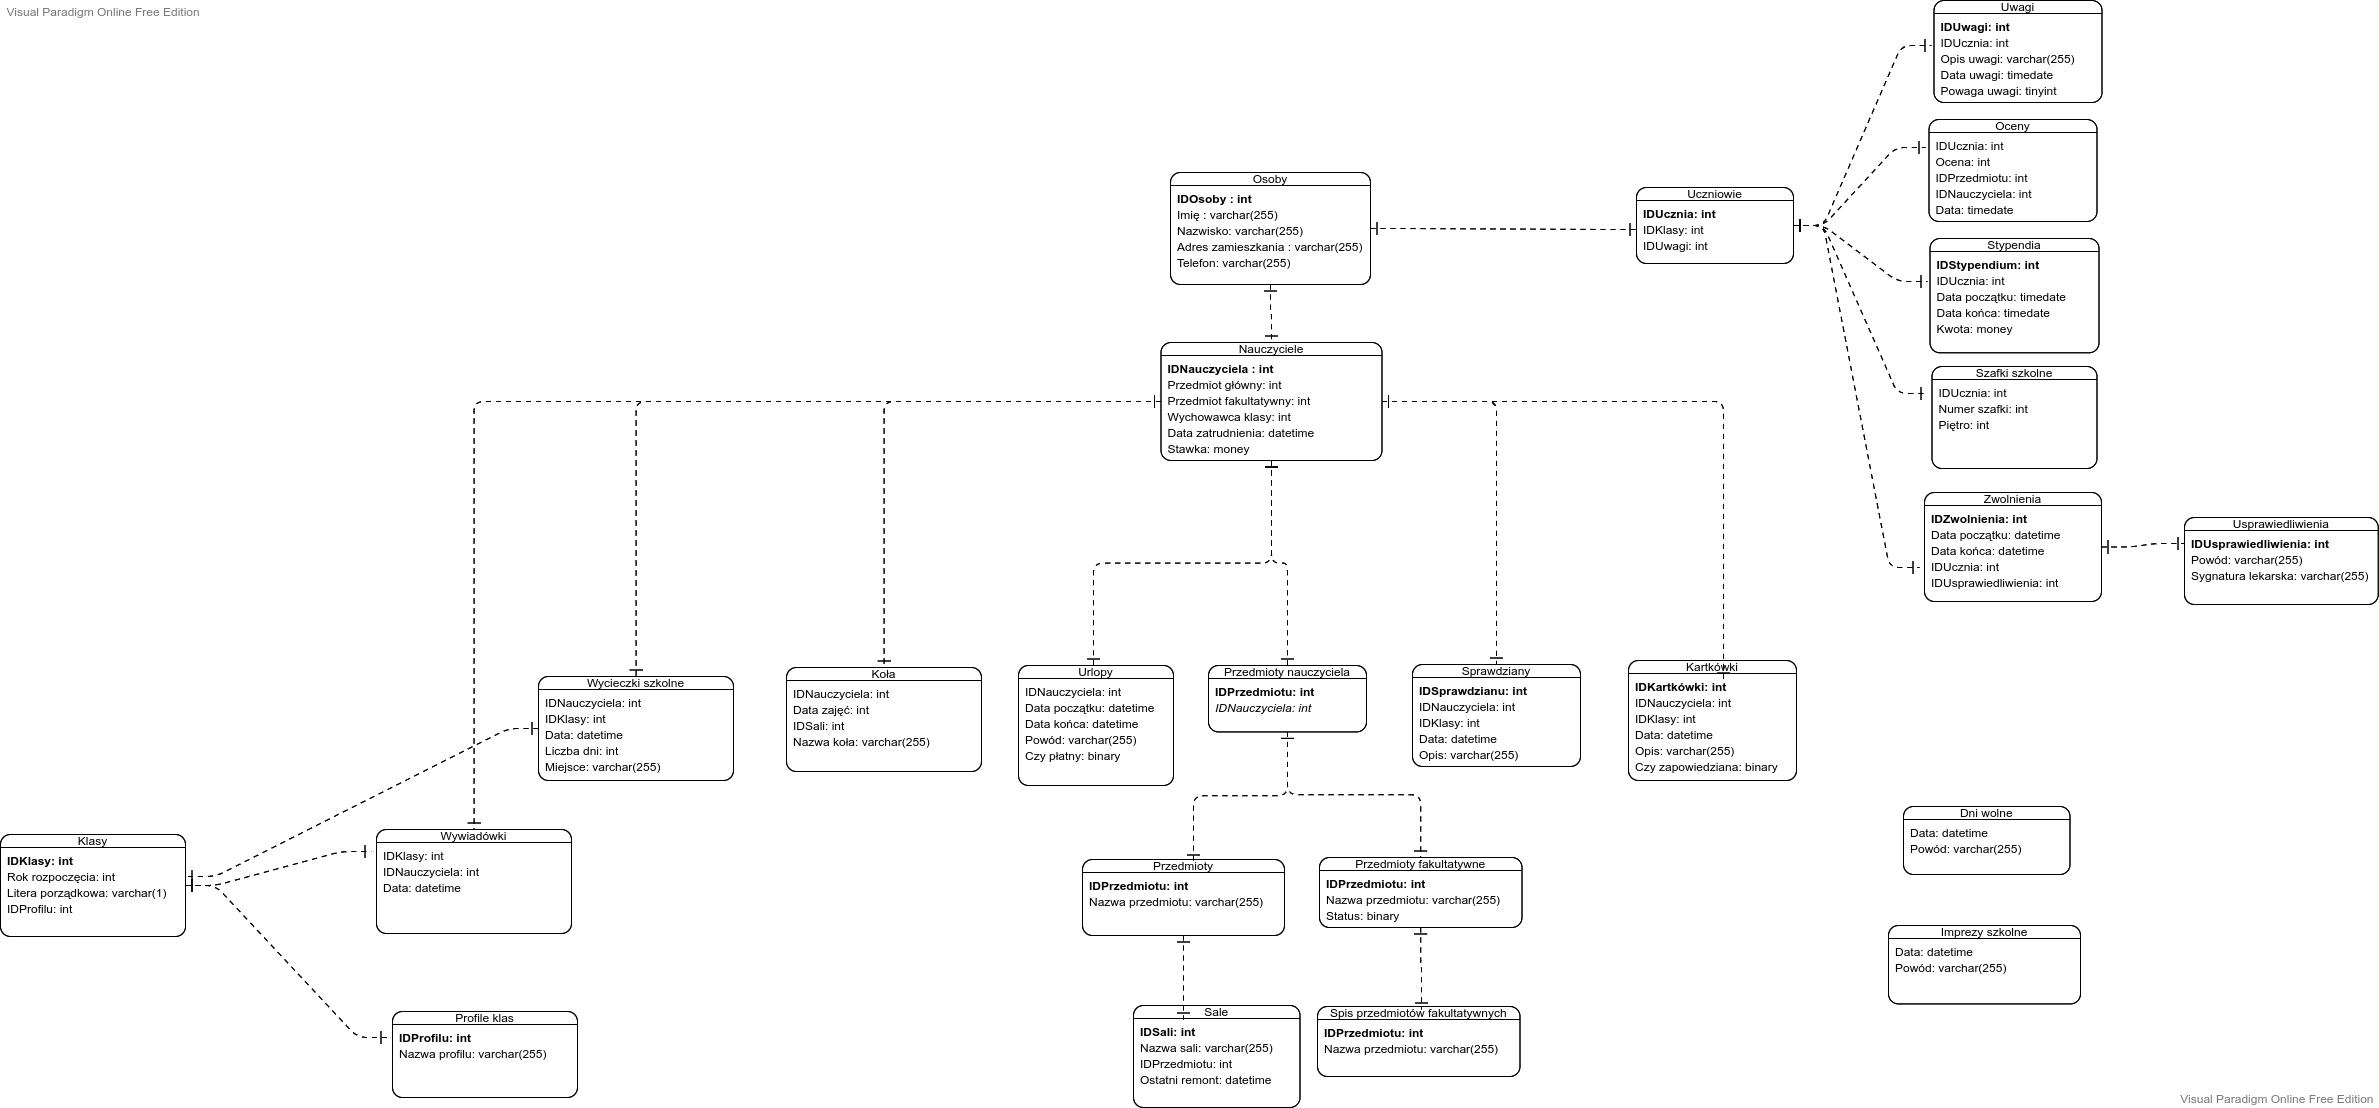 Visual Paradigm Online Free Edition
Uwagi
IDUwagi: int
IDUcznia: int
Opis uwagi: varchar(255)
Data uwagi: timedate
Powaga uwagi: tinyint
Oceny
IDUcznia: int
Ocena: int
IDPrzedmiotu: int
IDNauczyciela: int
Data: timedate
Osoby
IDOsoby : int
Imię : varchar(255)
Nazwisko: varchar(255)
Adres zamieszkania : varchar(255)
Telefon: varchar(255)
Uczniowie
IDUcznia: int
IDKlasy: int
IDUwagi: int
Stypendia
IDStypendium: int
IDUcznia: int
Data początku: timedate
Data końca: timedate
Kwota: money
Nauczyciele
IDNauczyciela : int
Przedmiot główny: int
Przedmiot fakultatywny: int
Wychowawca klasy: int
Data zatrudnienia: datetime
Stawka: money
Szafki szkolne
IDUcznia: int
Numer szafki: int
Piętro: int
Zwolnienia
IDZwolnienia: int
Data początku: datetime
Data końca: datetime
IDUcznia: int
IDUsprawiedliwienia: int
Usprawiedliwienia
IDUsprawiedliwienia: int
Powód: varchar(255)
Sygnatura lekarska: varchar(255)
Wycieczki szkolne
IDNauczyciela: int
IDKlasy: int
Data: datetime
Liczba dni: int
Miejsce: varchar(255)
Koła
IDNauczyciela: int
Data zajęć: int
IDSali: int
Nazwa koła: varchar(255)
Urlopy
IDNauczyciela: int
Data początku: datetime
Data końca: datetime
Powód: varchar(255)
Czy płatny: binary
Przedmioty nauczyciela
IDPrzedmiotu: int
IDNauczyciela: int
Sprawdziany
IDSprawdzianu: int
IDNauczyciela: int
IDKlasy: int
Data: datetime
Opis: varchar(255)
Kartkówki
IDKartkówki: int
IDNauczyciela: int
IDKlasy: int
Data: datetime
Opis: varchar(255)
Czy zapowiedziana: binary
Klasy
IDKlasy: int
Rok rozpoczęcia: int
Litera porządkowa: varchar(1)
IDProfilu: int
Wywiadówki
IDKlasy: int
IDNauczyciela: int
Data: datetime
Przedmioty
IDPrzedmiotu: int
Nazwa przedmiotu: varchar(255)
Przedmioty fakultatywne
IDPrzedmiotu: int
Nazwa przedmiotu: varchar(255)
Status: binary
Dni wolne
Data: datetime
Powód: varchar(255)
Imprezy szkolne
Data: datetime
Powód: varchar(255)
Profile klas
IDProfilu: int
Nazwa profilu: varchar(255)
Sale
IDSali: int
Nazwa sali: varchar(255)
IDPrzedmiotu: int
Ostatni remont: datetime
Spis przedmiotów fakultatywnych
IDPrzedmiotu: int
Nazwa przedmiotu: varchar(255)
Visual Paradigm Online Free Edition